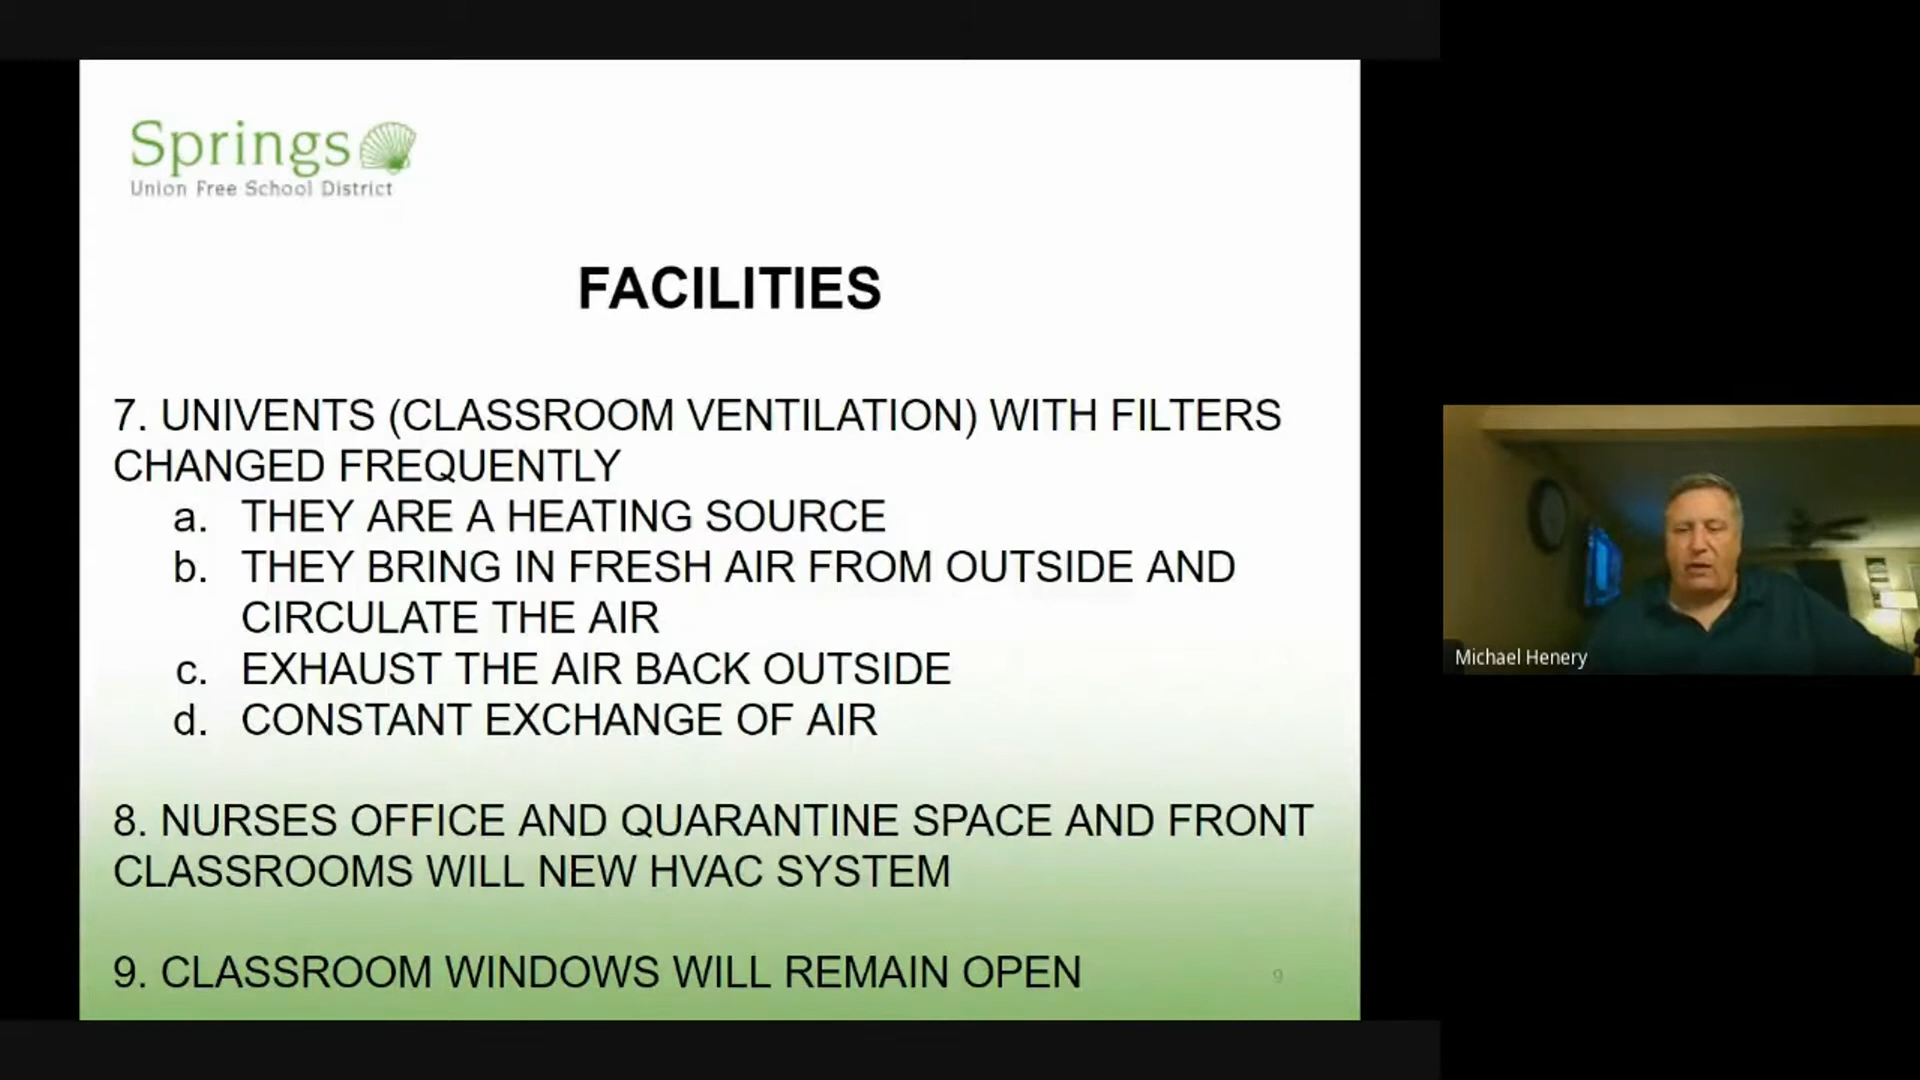 Springs
Union Free School District
FACILITIES
7. UNIVENTS (CLASSROOM VENTILATION) WITH FILTERS
CHANGED FREQUENTLY
a. THEY ARE A HEATING SOURCE
b. THEY BRING IN FRESH AIR FROM OUTSIDE AND
CIRCULATE THE AIR
c. EXHAUST THE AIR BACK OUTSIDE
d. CONSTANT EXCHANGE OF AIR
8. NURSES OFFICE AND QUARANTINE SPACE AND FRONT
CLASSROOMS WILL NEW HVAC SYSTEM
9. CLASSROOM WINDOWS WILL REMAIN OPEN
9
Michael Henery